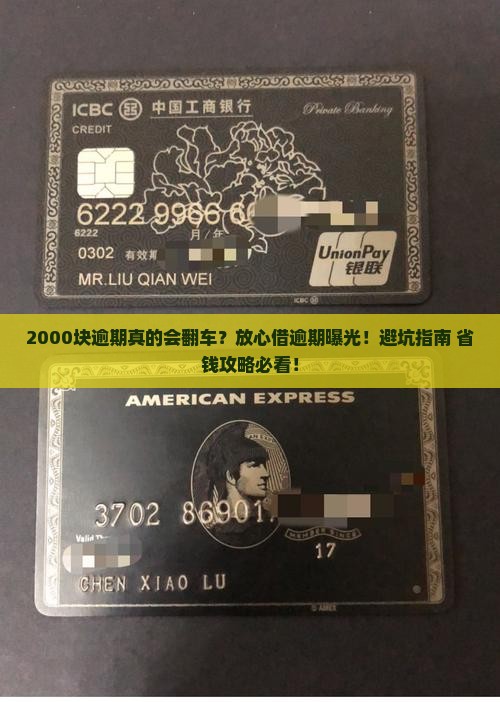 ICBC 中国工商银行
Private Banking
CREDIT
6222 9966 6
6222
月/年
0302 有效期
MR.LIU QIAN WEI
UnionPay
银联
ICBC
2000块逾期真的会翻车？放心借逾期曝光！避坑指南 省
钱攻略必看！
AMERICAN EXPRESS
3702 86901
MEMBER SINCE
Valid
17
CHEN XIAO LU
© AMEX